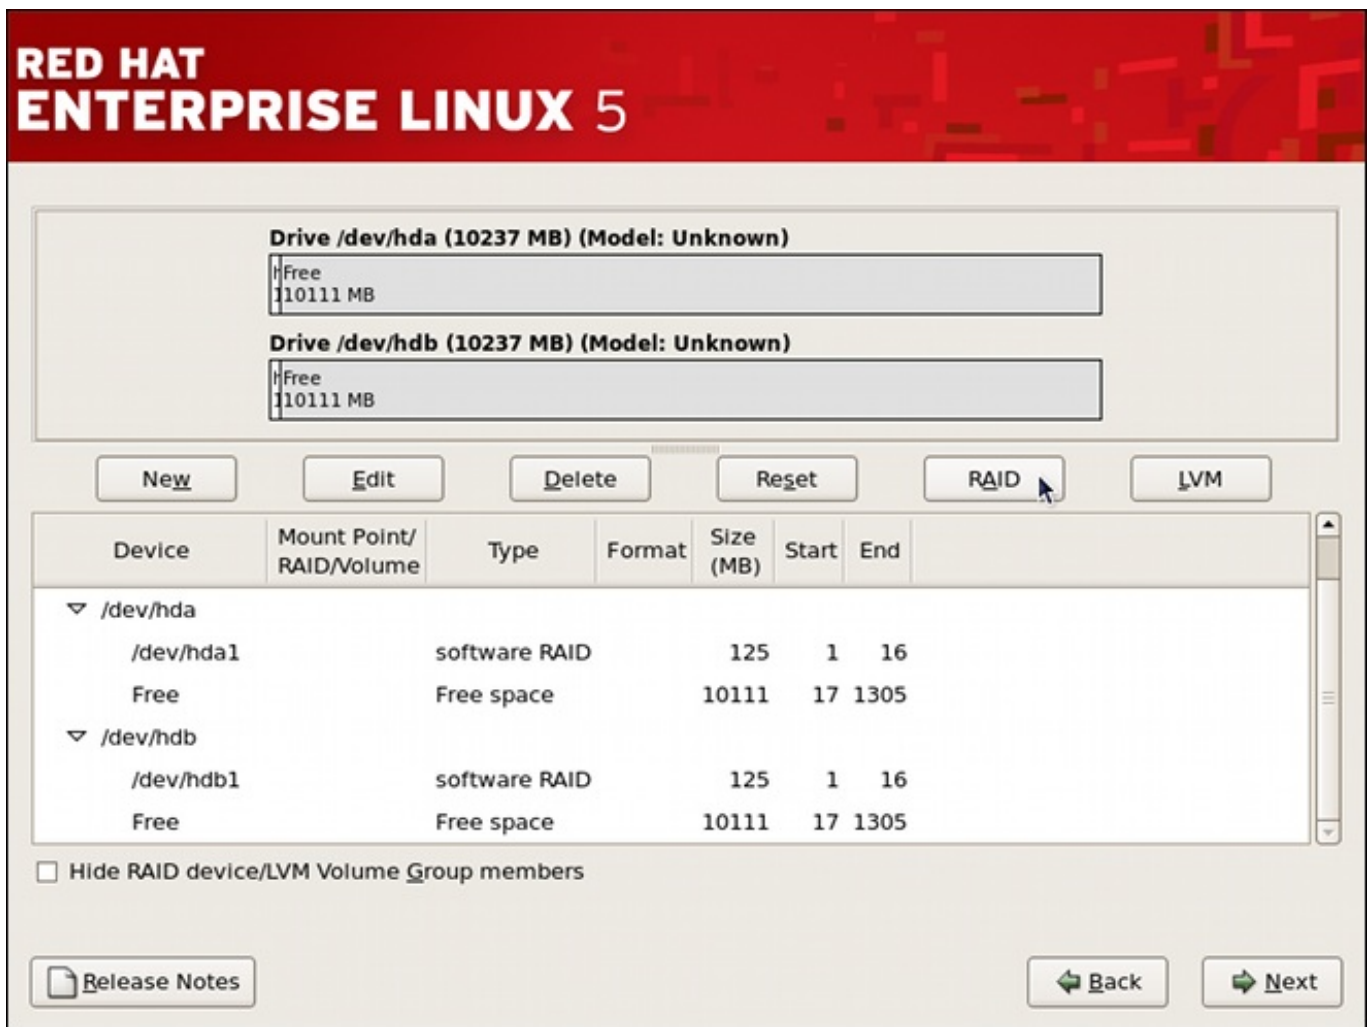 RED HAT
ENTERPRISE LINUX 5
Drive /dev/hda (10237 MB) (Model: Unknown)
Free
10111 MB
Drive /dev/hdb (10237 MB) (Model: Unknown)
Free
10111 MB
New Edit Delete Reset RAID LVM
Device Mount Point/ RAID/Volume Type Format Size (MB) Start End
/dev/hda
/dev/hda1 software RAID 125 1 16
Free Free space 10111 17 1305
/dev/hdb
/dev/hdb1 software RAID 125 1 16
Free Free space 10111 17 1305
Hide RAID device/LVM Volume Group members
Release Notes Back Next